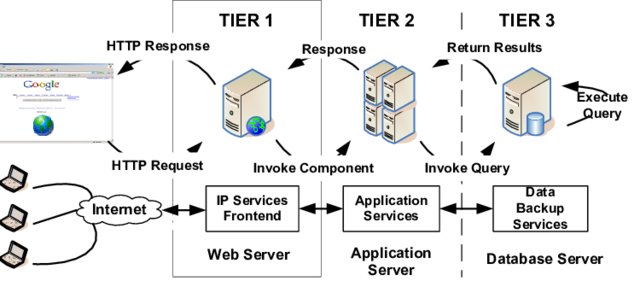 TIER 1
TIER 2
TIER 3
HTTP Response
Response
Return Results
Google
Execute
Query
HTTP Request
Invoke Component
Invoke Query
Internet
IP Services
Frontend
Application
Services
Data
Backup
Services
Web Server
Application
Server
Database Server